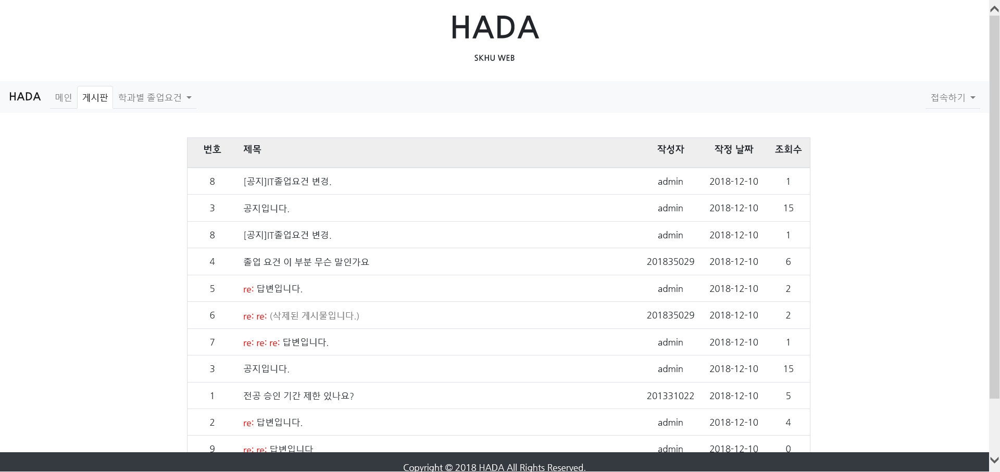 HADA
SKHU WEB
HADA 메인 게시판 학과별 졸업요건 접속하기
번호 제목 작성자 작정 날짜 조회수
8 [공지]IT졸업요건 변경. admin 2018-12-10 1
3 공지입니다. admin 2018-12-10 15
8 [공지]IT졸업요건 변경. admin 2018-12-10 1
4 졸업 요건 이 부분 무슨 말인가요 201835029 2018-12-10 6
5 re: 답변입니다. admin 2018-12-10 2
6 re: re: (삭제된 게시물입니다.) 201835029 2018-12-10 2
7 re: re: re: 답변입니다. admin 2018-12-10 1
3 공지입니다. admin 2018-12-10 15
1 전공 승인 기간 제한 있나요? 201331022 2018-12-10 5
2 re: 답변입니다. admin 2018-12-10 4
9 re: re: 답변입니다 admin 2018-12-10 0
Copyright © 2018 HADA All Rights Reserved.